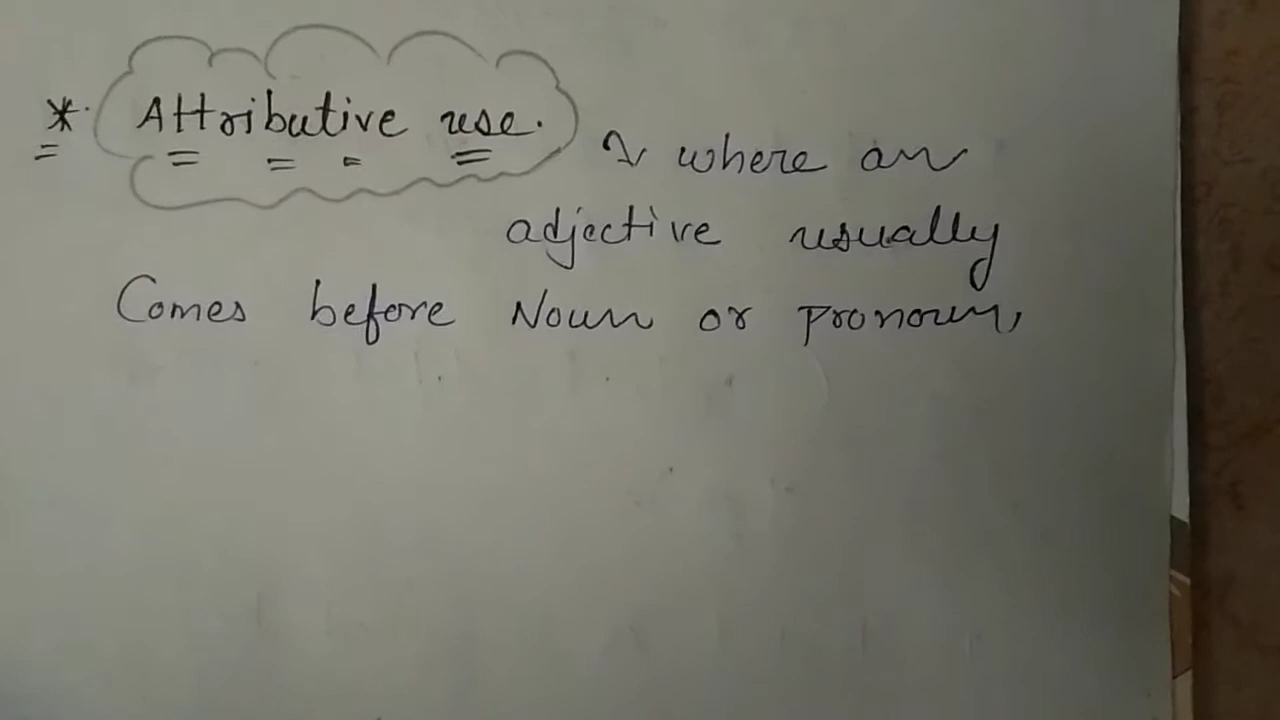 * Attributive use.
where an
adjective usually
Comes before Noun or pronoun,